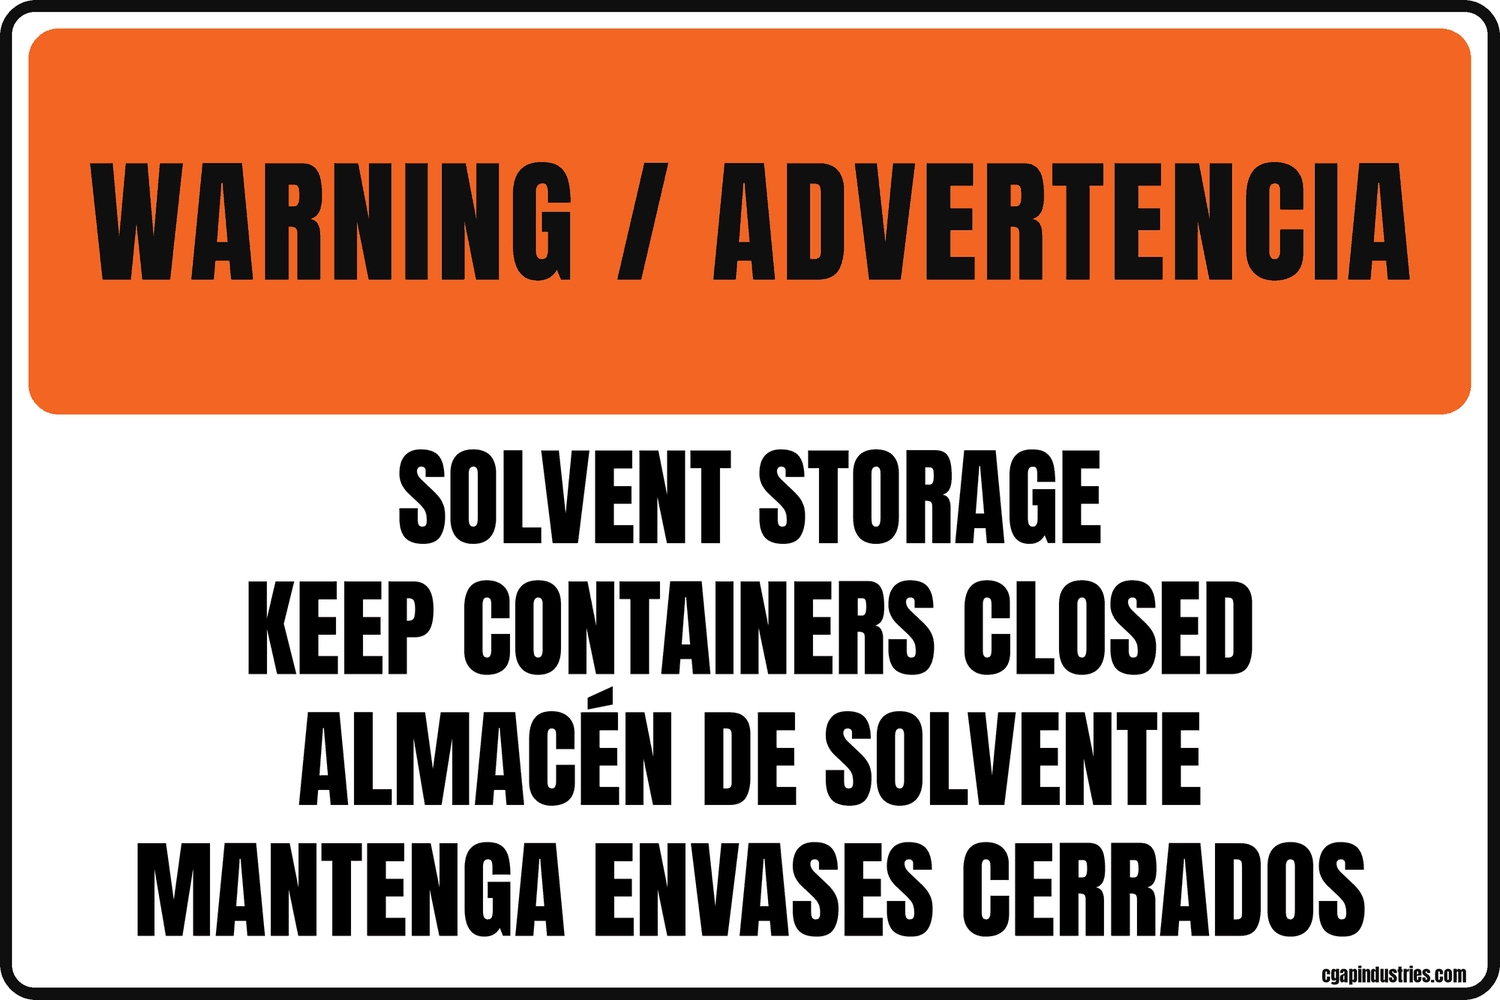 WARNING / ADVERTENCIA
SOLVENT STORAGE
KEEP CONTAINERS CLOSED
ALMACÉN DE SOLVENTE
MANTENGA ENVASES CERRADOS
cgapindustries.com